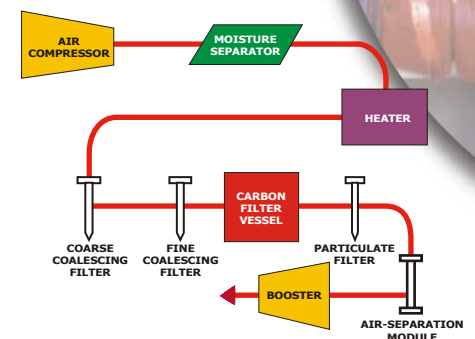 AIR
COMPRESSOR
MOISTURE
SEPARATOR
HEATER
COARSE
COALESCING
FILTER
FINE
COALESCING
FILTER
CARBON
FILTER
VESSEL
PARTICULATE
FILTER
BOOSTER
AIR-SEPARATION
MODULE